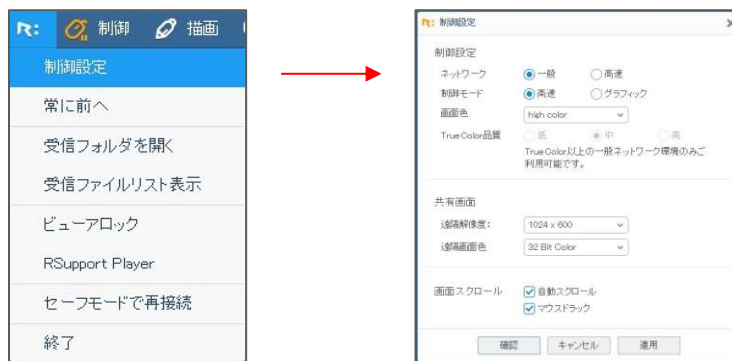 R: 制御 描画
制御設定
常に前へ
受信フォルダを開く
受信ファイルリスト表示
ビューアロック
RSupport Player
セーフモードで再接続
終了
R: 制御設定 ×
制御設定
ネットワーク 一般 高速
制御モード 高速 グラフィック
画面色 high color
True Color品質 低 中 高
True Color以上の一般ネットワーク環境のみご
利用可能です。
共有画面
遠隔解像度: 1024 x 600
遠隔画面色 32 Bit Color
画面スクロール 自動スクロール
マウスドラック
確認 キャンセル 適用